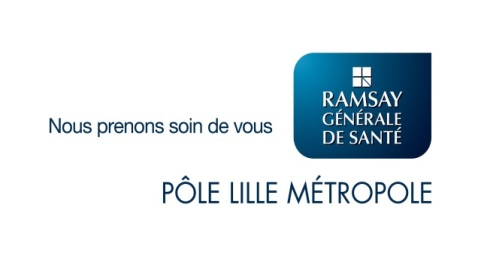 Nous prenons soin de vous
RAMSAY
GÉNÉRALE
DE SANTÉ
PÔLE LILLE MÉTROPOLE